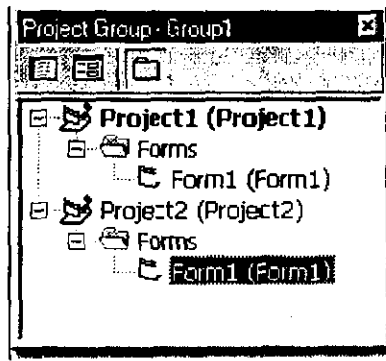 Project Group - Group1
Project1 (Project1)
Forms
Form1 (Form1)
Project2 (Project2)
Forms
Form1 (Form1)